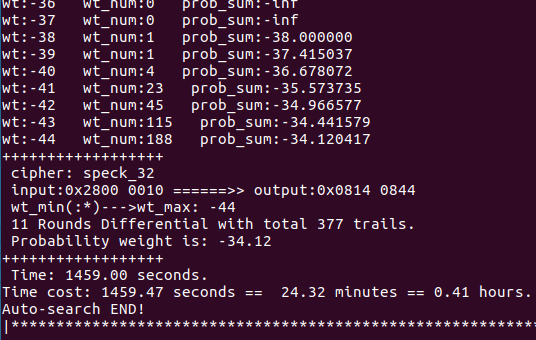 wt:-36 wt_num:0 prob_sum:-inf
wt:-37 wt_num:0 prob_sum:-inf
wt:-38 wt_num:1 prob_sum:-38.000000
wt:-39 wt_num:1 prob_sum:-37.415037
wt:-40 wt_num:4 prob_sum:-36.678072
wt:-41 wt_num:23 prob_sum:-35.573735
wt:-42 wt_num:45 prob_sum:-34.966577
wt:-43 wt_num:115 prob_sum:-34.441579
wt:-44 wt_num:188 prob_sum:-34.120417
++++++++++++++++++
cipher: speck_32
input:0x2800 0010 ======>> output:0x0814 0844
wt_min(:*)--->wt_max: -44
11 Rounds Differential with total 377 trails.
Probability weight is: -34.12
++++++++++++++++++
Time: 1459.00 seconds.
Time cost: 1459.47 seconds == 24.32 minutes == 0.41 hours.
Auto-search END!
|**********************************************************